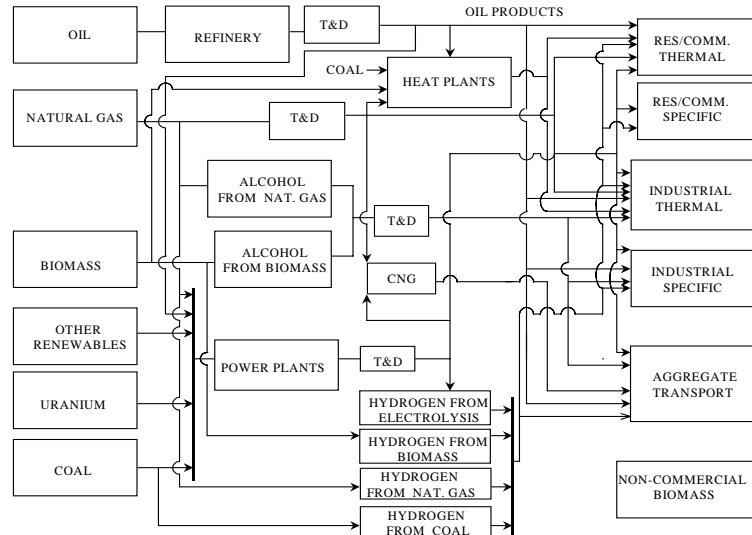 OIL PRODUCTS
OIL
REFINERY
T&D
RES/COMM.
THERMAL
COAL
HEAT PLANTS
NATURAL GAS
T&D
RES/COMM.
SPECIFIC
ALCOHOL
FROM NAT. GAS
INDUSTRIAL
THERMAL
T&D
BIOMASS
ALCOHOL
FROM BIOMASS
CNG
INDUSTRIAL
SPECIFIC
OTHER
RENEWABLES
POWER PLANTS
T&D
AGGREGATE
TRANSPORT
URANIUM
HYDROGEN FROM
ELECTROLYSIS
HYDROGEN FROM
BIOMASS
COAL
HYDROGEN
FROM NAT. GAS
NON-COMMERCIAL
BIOMASS
HYDROGEN
FROM COAL